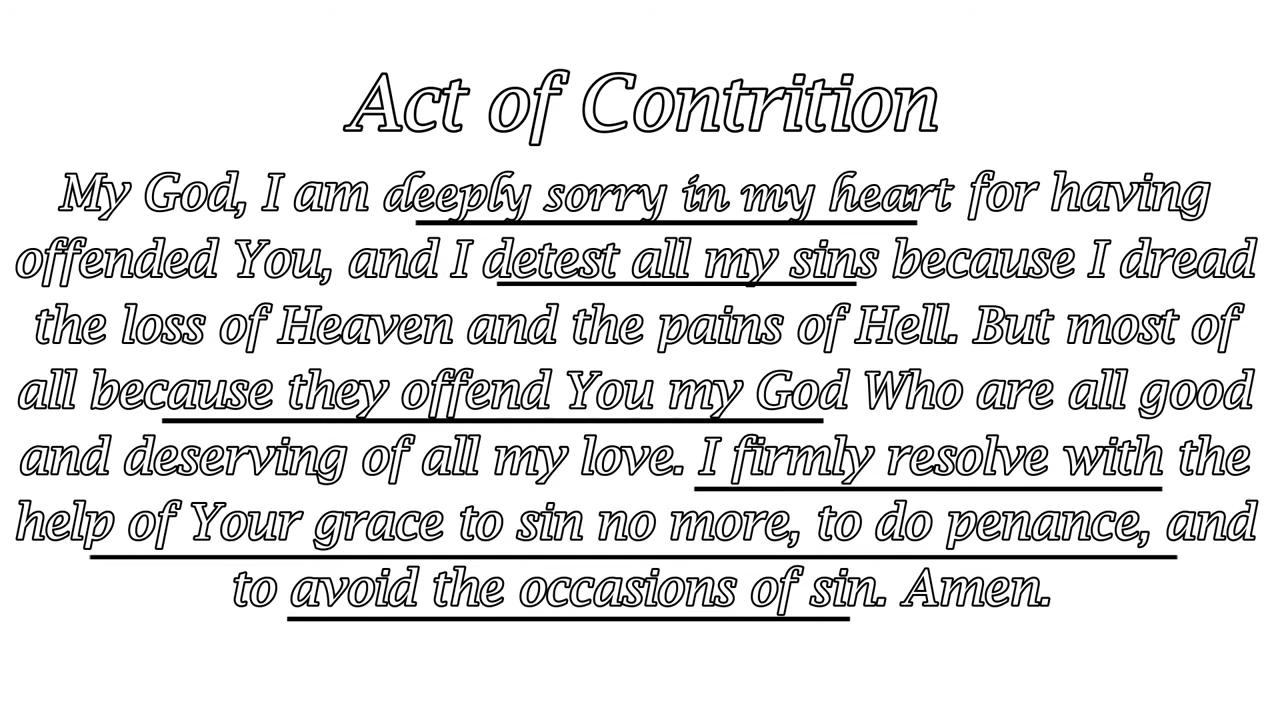 Act of Contrition
My God, I am deeply sorry in my heart for having
offended You, and I detest all my sins because I dread
the loss of Heaven and the pains of Hell. But most of
all because they offend You my God Who are all good
and deserving of all my love. I firmly resolve with the
help of Your grace to sin no more, to do penance, and
to avoid the occasions of sin. Amen.